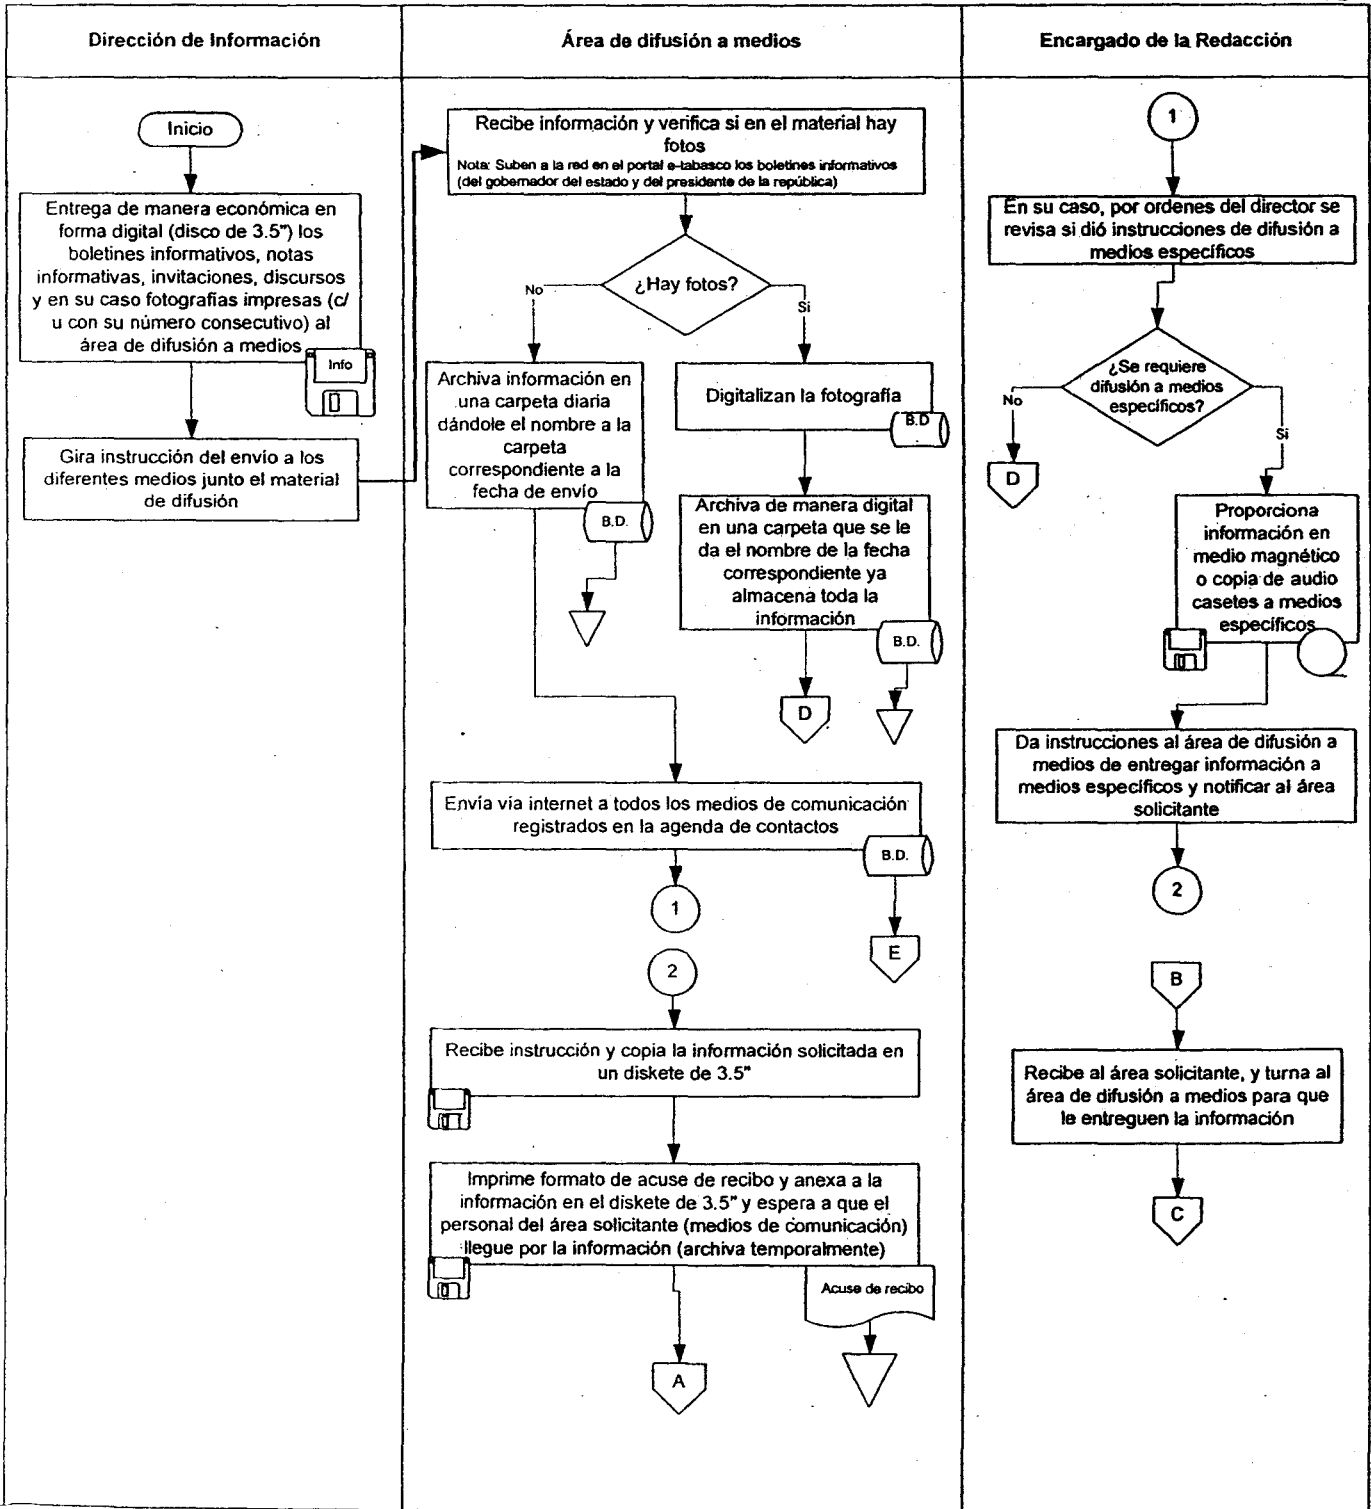 Dirección de Información
Área de difusión a medios
Encargado de la Redacción
Inicio
Entrega de manera económica en
forma digital (disco de 3.5") los
boletines informativos, notas
informativas, invitaciones, discursos
y en su caso fotografías impresas (c/
u con su número consecutivo) al
área de difusión a medios
Info
Gira instrucción del envío a los
diferentes medios junto el material
de difusión
Recibe información y verifica si en el material hay
fotos
Nota: Suben a la red en el portal e-tabasco los boletines informativos
(del gobernador del estado y del presidente de la república)
¿Hay fotos?
No
Si
Archiva información en
una carpeta diaria
dándole el nombre a la
carpeta
correspondiente a la
fecha de envío
B.D.
Digitalizan la fotografía
B.D
Archiva de manera digital
en una carpeta que se le
da el nombre de la fecha
correspondiente ya
almacena toda la
información
B.D.
D
Envía vía internet a todos los medios de comunicación
registrados en la agenda de contactos
B.D.
1
E
2
Recibe instrucción y copia la información solicitada en
un diskete de 3.5"
Imprime formato de acuse de recibo y anexa a la
información en el diskete de 3.5" y espera a que el
personal del área solicitante (medios de comunicación)
llegue por la información (archiva temporalmente)
Acuse de recibo
A
1
En su caso, por ordenes del director se
revisa si dió instrucciones de difusión a
medios específicos
¿Se requiere
difusión a medios
específicos?
No
Si
D
Proporciona
información en
medio magnético
o copia de audio
casetes a medios
específicos
Da instrucciones al área de difusión a
medios de entregar información a
medios específicos y notificar al área
solicitante
2
B
Recibe al área solicitante, y turna al
área de difusión a medios para que
le entreguen la información
C